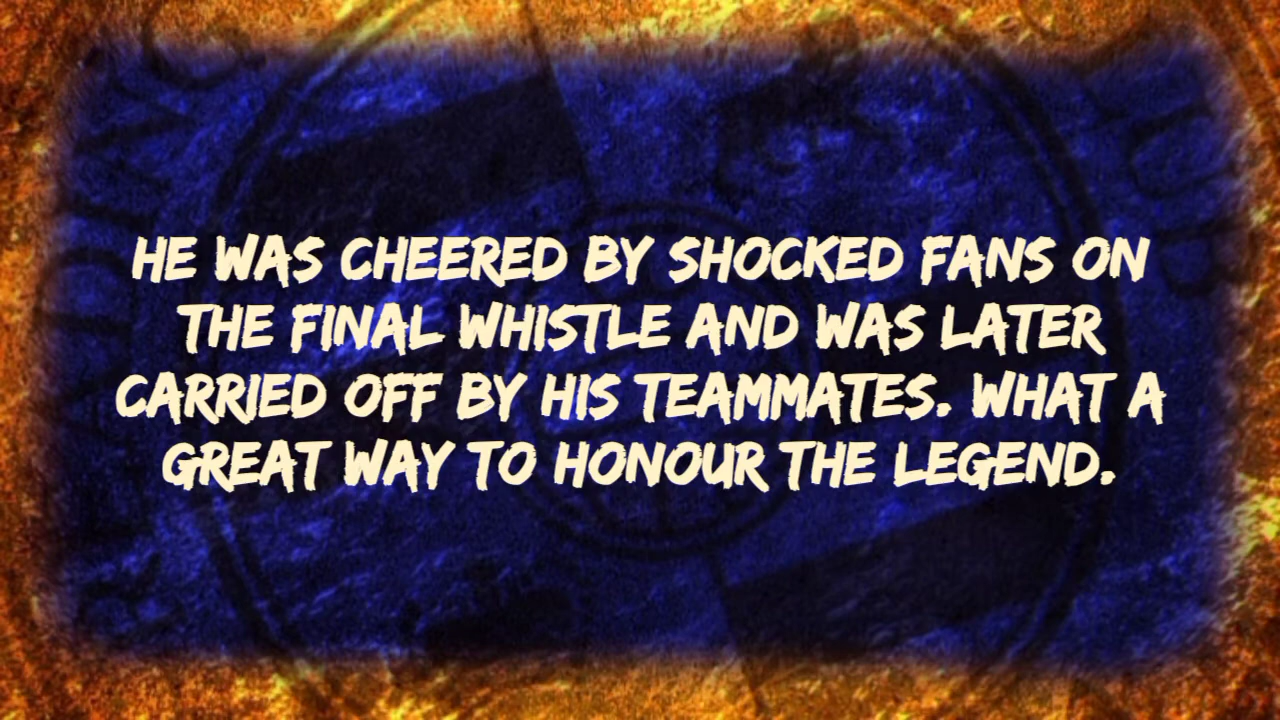 HE WAS CHEERED BY SHOCKED FANS ON
THE FINAL WHISTLE AND WAS LATER
CARRIED OFF BY HIS TEAMMATES. WHAT A
GREAT WAY TO HONOUR THE LEGEND.